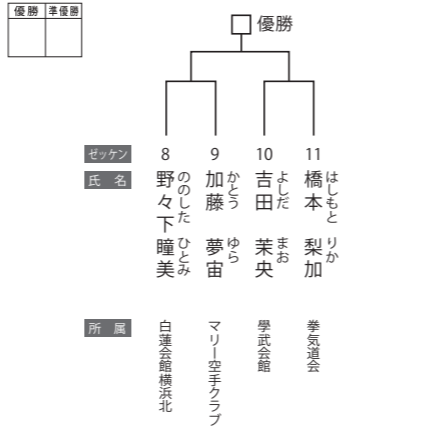 優勝 準優勝
優勝
ゼッケン 8 9 10 11
氏 名
野々下 瞳美
ののした ひとみ
加藤 夢宙
かとう ゆら
吉田 茉央
よしだ まお
橋本 梨加
はしもと りか
所 属
白蓮会館横浜北
マリー空手クラブ
學武会館
拳気道会